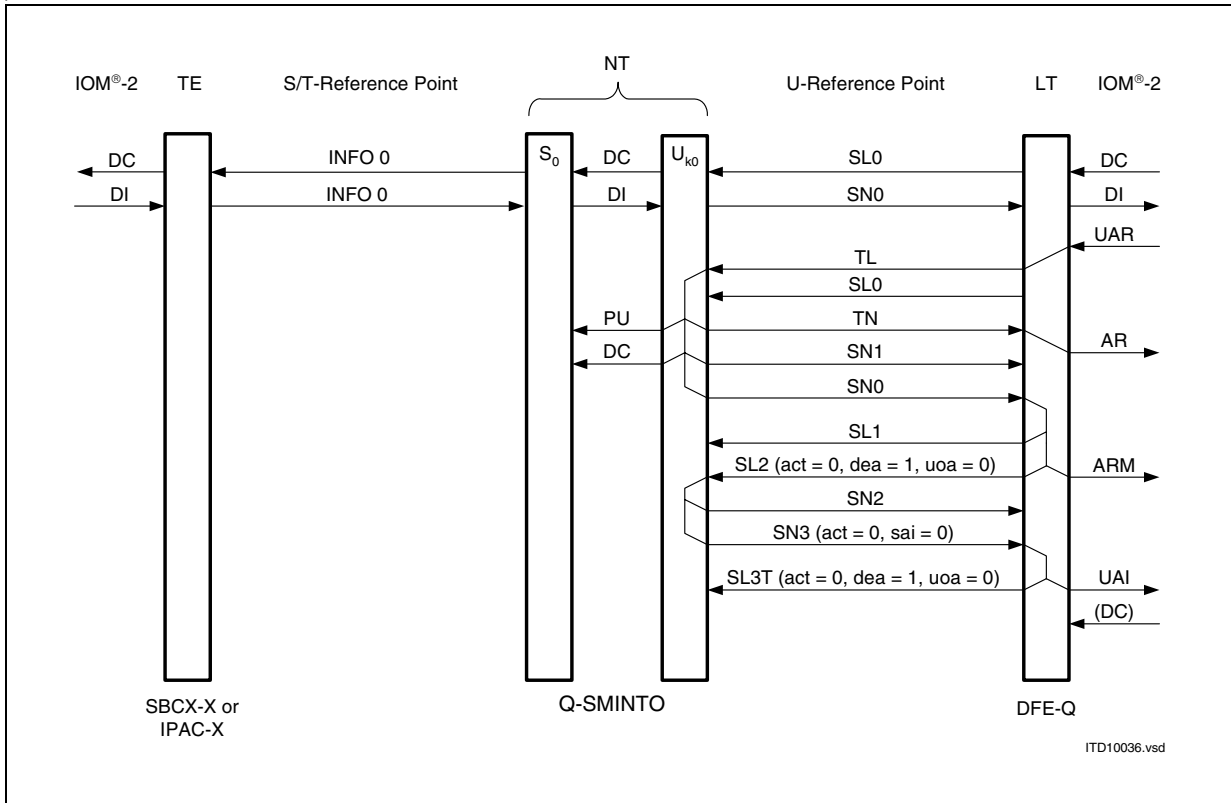 NT
IOM®-2 TE S/T-Reference Point U-Reference Point LT IOM®-2
S0 Uk0
DC INFO 0 DC SL0 DC
DI INFO 0 DI SN0 DI
UAR
TL
SL0
PU TN
AR
DC SN1
SN0
SL1
SL2 (act = 0, dea = 1, uoa = 0) ARM
SN2
SN3 (act = 0, sai = 0)
SL3T (act = 0, dea = 1, uoa = 0) UAI
(DC)
SBCX-X or
IPAC-X
Q-SMINTO
DFE-Q
ITD10036.vsd